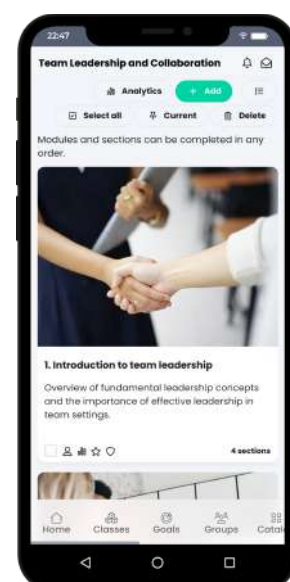 22:47
Team Leadership and Collaboration
Analytics
+ Add
Select all
Current
Delete
Modules and sections can be completed in any
order.
1. Introduction to team leadership
Overview of fundamental leadership concepts
and the importance of effective leadership in
team settings.
4 sections
Home
Classes
Goals
Groups
Catal